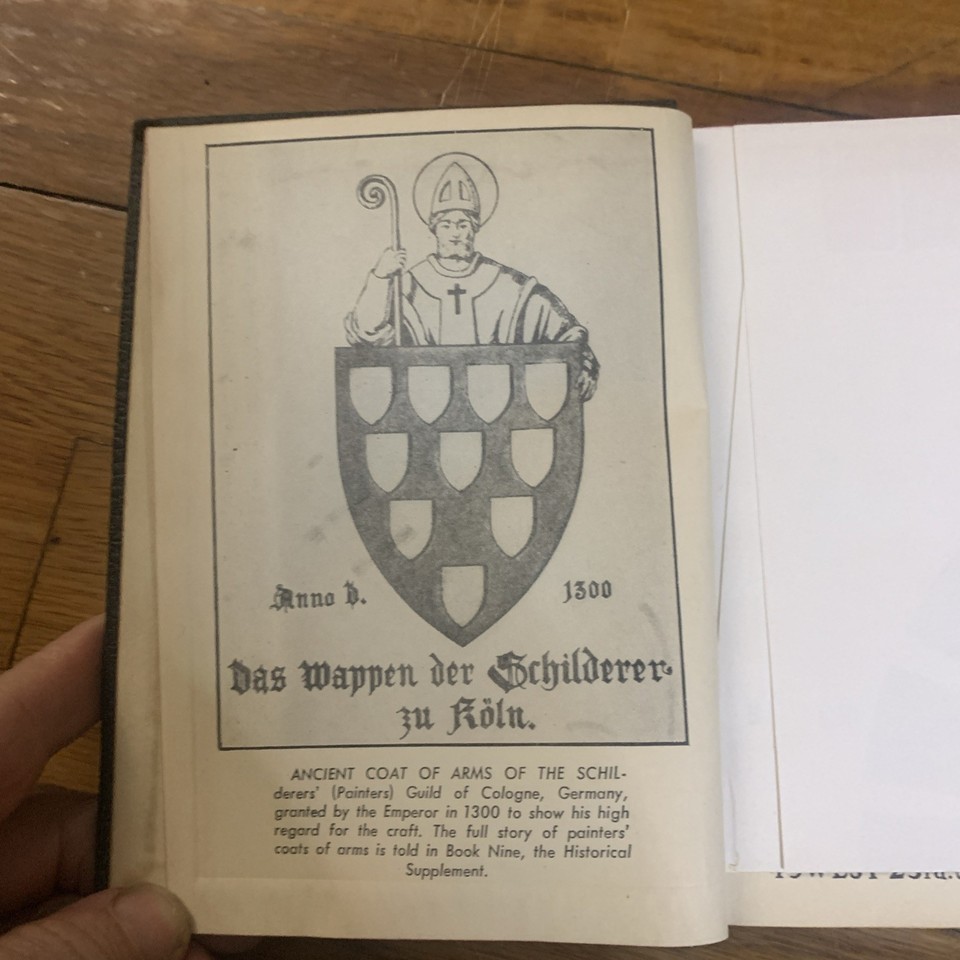 Anno D. 1300
Das Wappen der Schilderer
zu Köln.
ANCIENT COAT OF ARMS OF THE SCHIL-
derers' (Painters) Guild of Cologne, Germany,
granted by the Emperor in 1300 to show his high
regard for the craft. The full story of painters'
coats of arms is told in Book Nine, the Historical
Supplement.